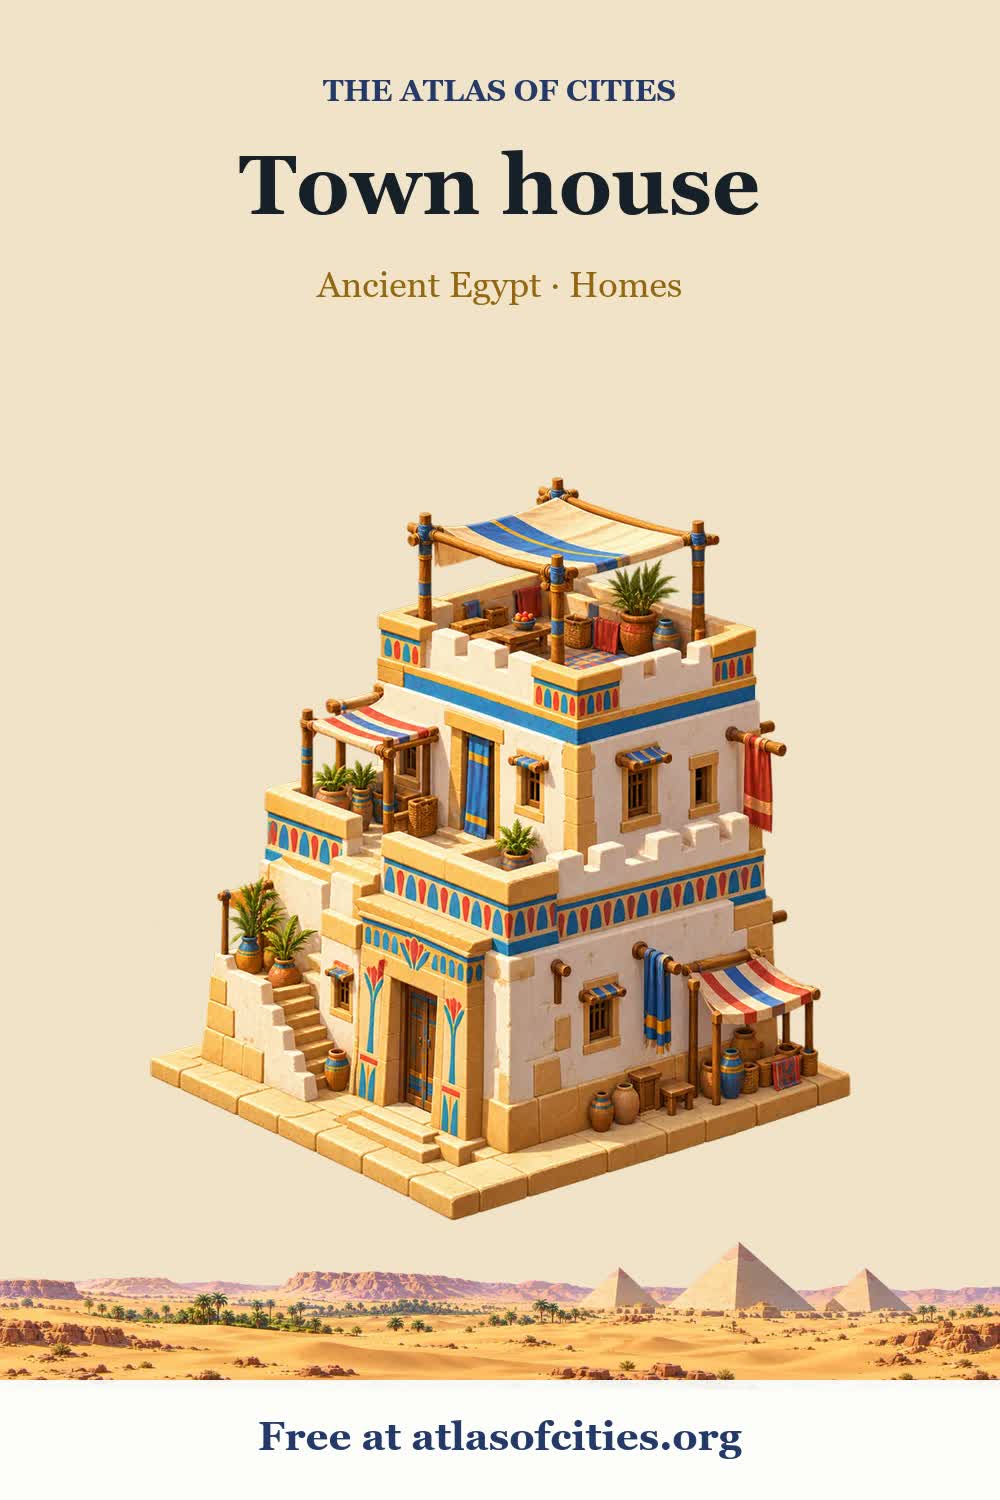 THE ATLAS OF CITIES
Town house
Ancient Egypt · Homes
Free at atlasofcities.org